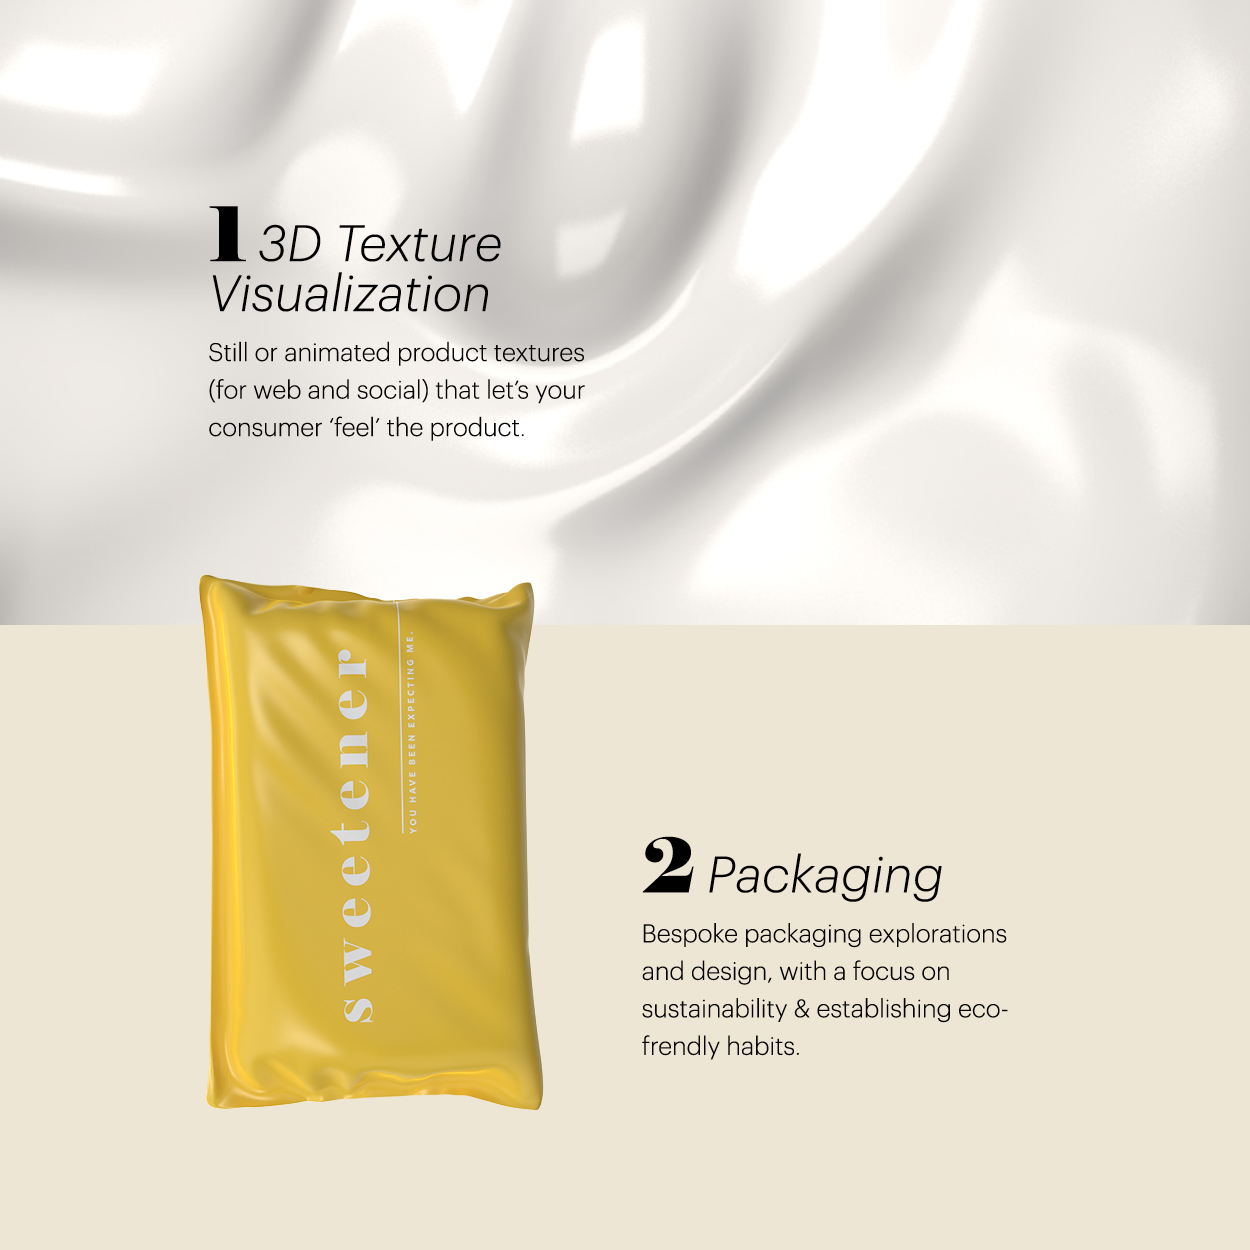 1 3D Texture
Visualization
Still or animated product textures
(for web and social) that let’s your
consumer ‘feel’ the product.
sweetener
YOU HAVE BEEN EXPECTING ME.
2 Packaging
Bespoke packaging explorations
and design, with a focus on
sustainability & establishing eco-
frendly habits.